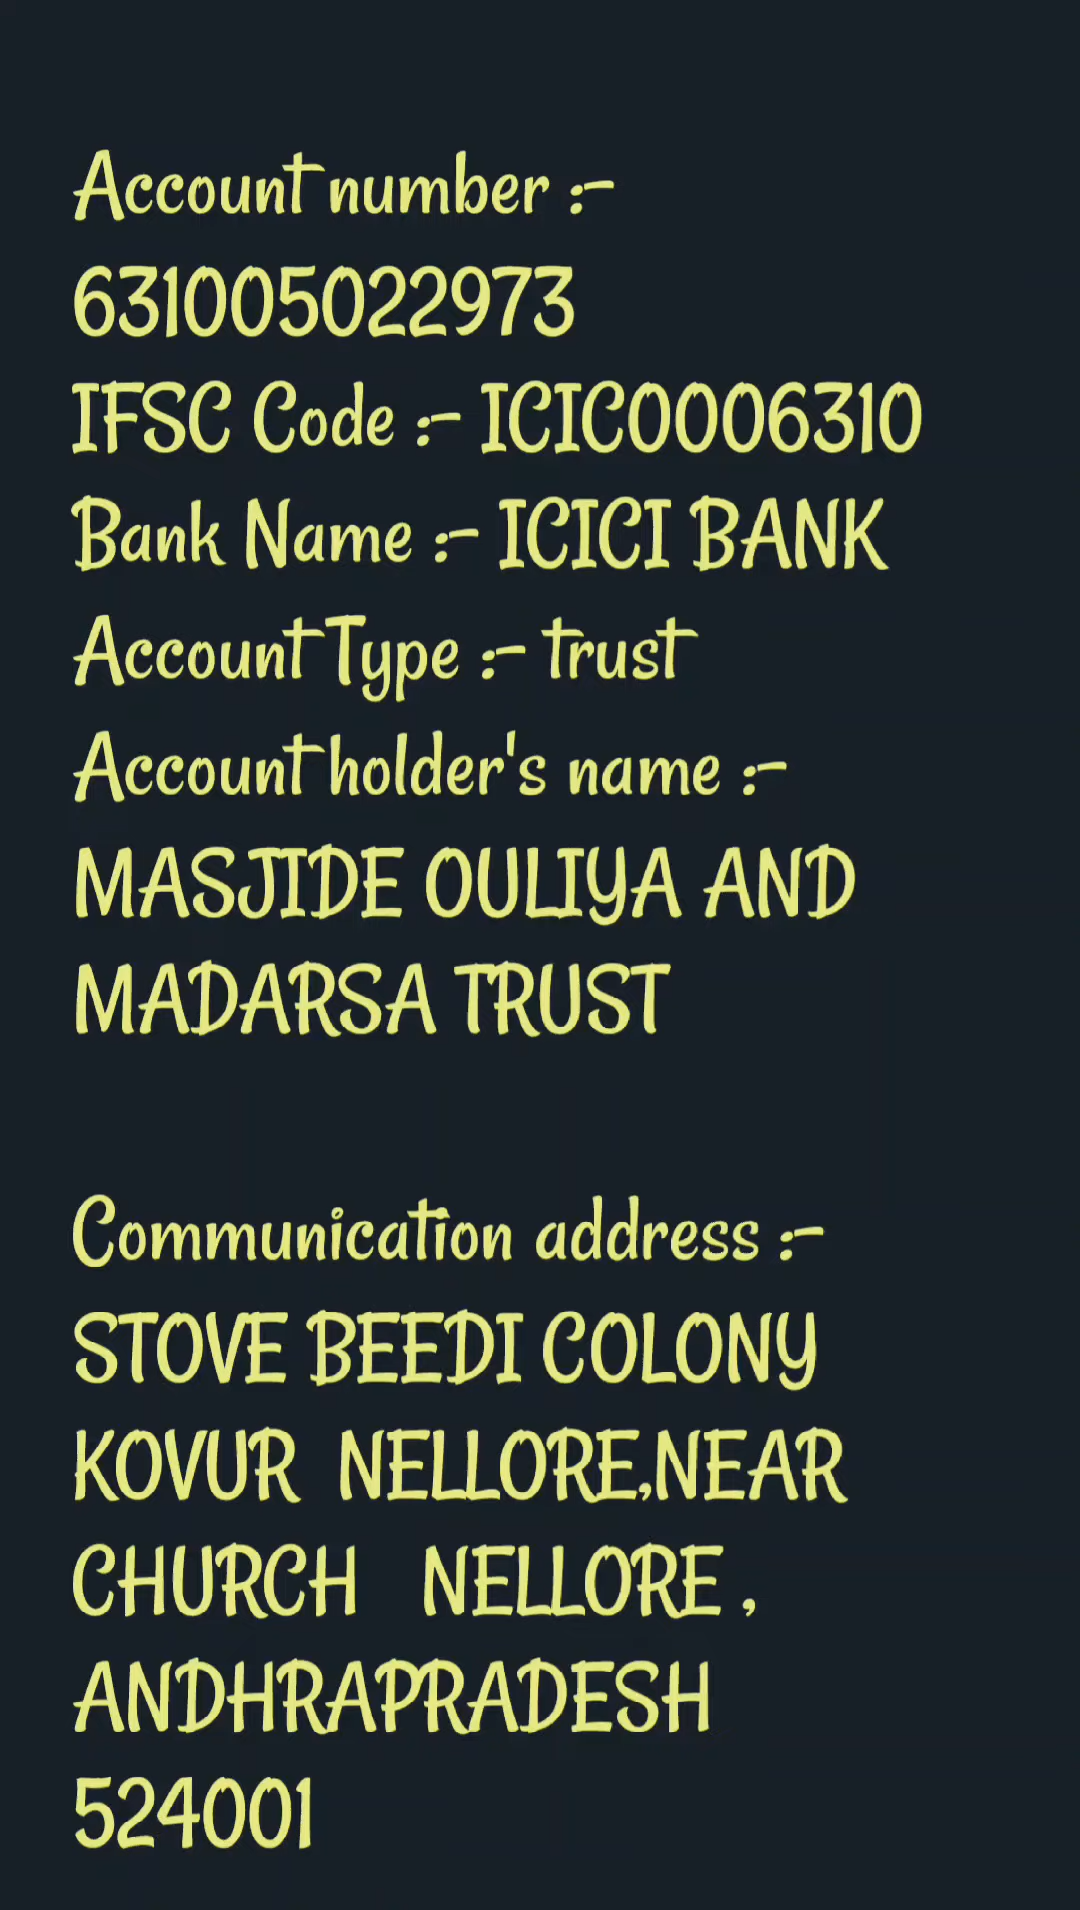 Account number :-
631005022973
IFSC Code :- ICIC0006310
Bank Name :- ICICI BANK
Account Type :- trust
Account holder's name :-
MASJIDE OULIYA AND
MADARSA TRUST
Communication address :-
STOVE BEEDI COLONY
KOVUR NELLORE,NEAR
CHURCH NELLORE ,
ANDHRAPRADESH
524001